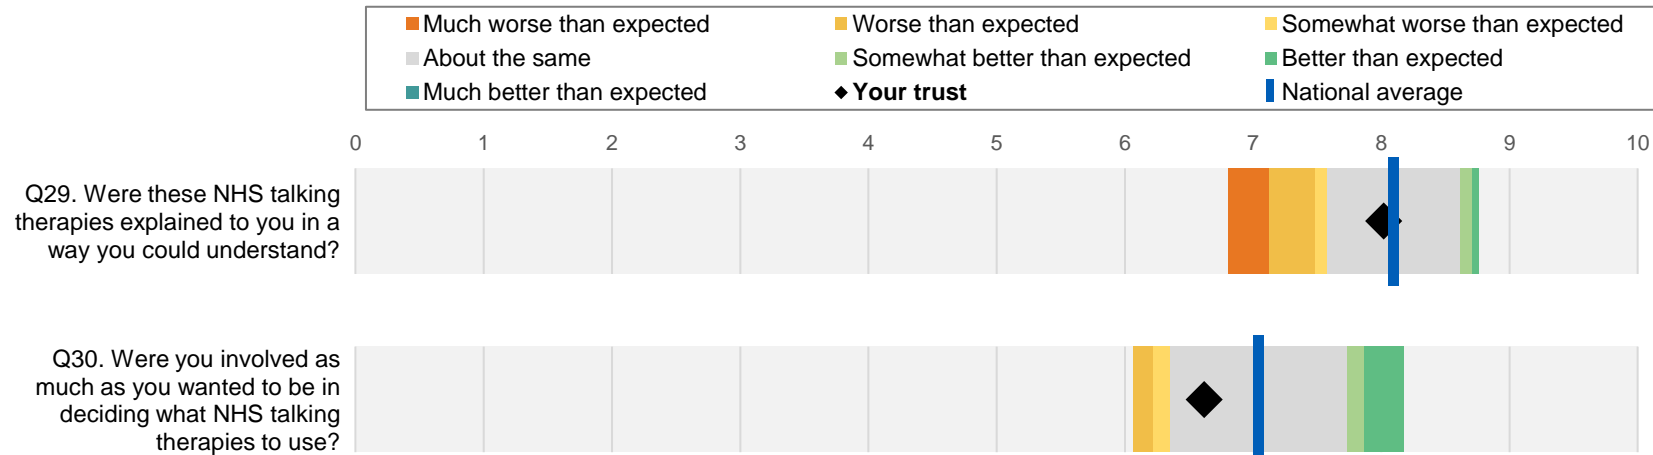 Much worse than expected Worse than expected Somewhat worse than expected
About the same Somewhat better than expected Better than expected
Much better than expected Your trust National average
0 1 2 3 4 5 6 7 8 9 10
Q29. Were these NHS talking
therapies explained to you in a
way you could understand?
Q30. Were you involved as
much as you wanted to be in
deciding what NHS talking
therapies to use?